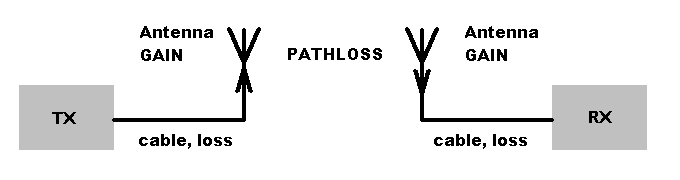 Antenna
GAIN
PATHLOSS
Antenna
GAIN
TX
cable, loss
cable, loss
RX